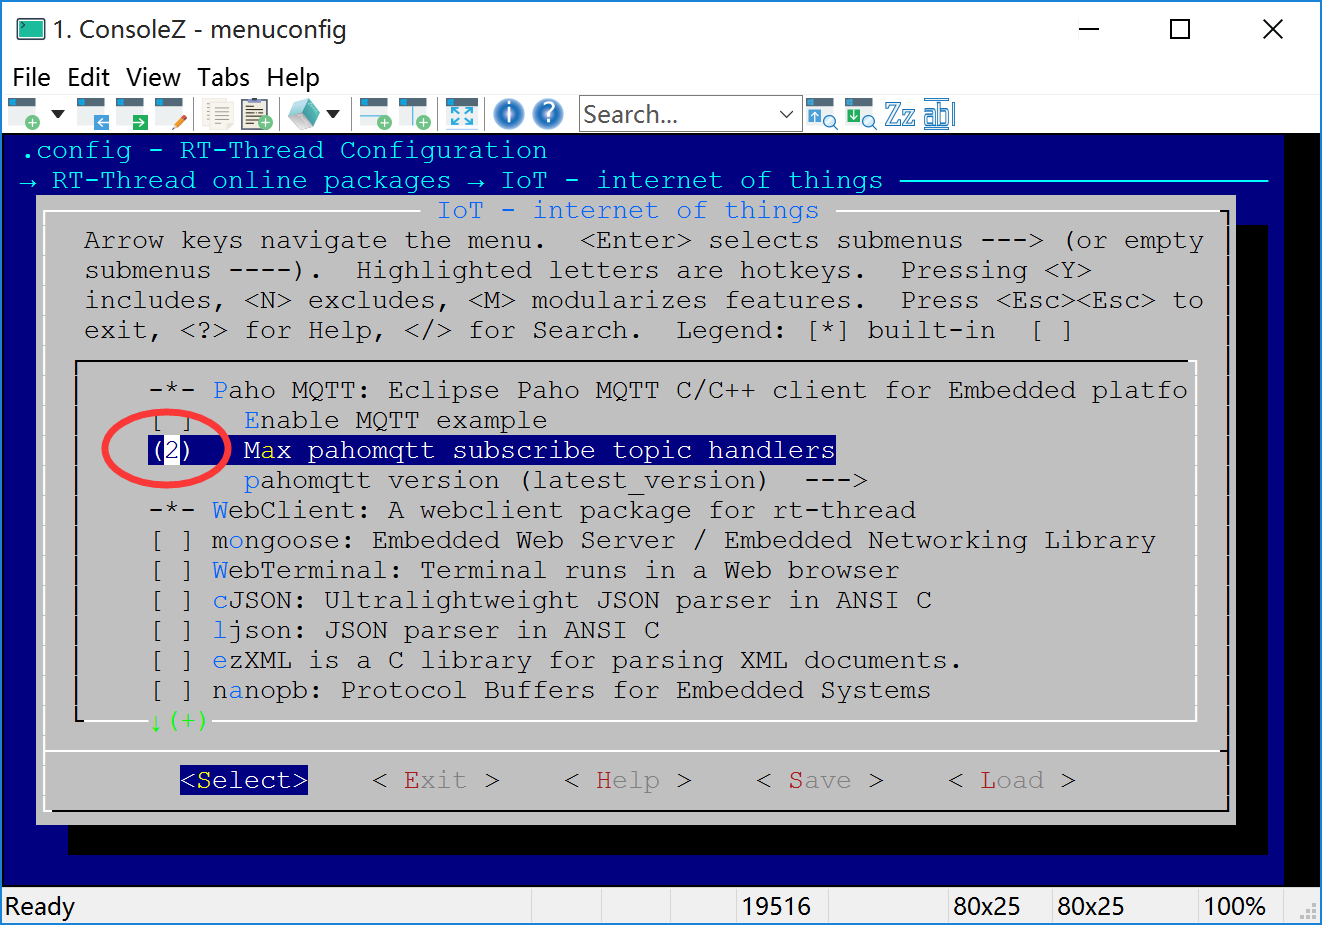 1. ConsoleZ - menuconfig
File Edit View Tabs Help
Search...
Zz ab
.config - RT-Thread Configuration
→ RT-Thread online packages → IoT - internet of things
IoT - internet of things
Arrow keys navigate the menu.  <Enter> selects submenus ---> (or empty
submenus ----).  Highlighted letters are hotkeys.  Pressing <Y>
includes, <N> excludes, <M> modularizes features.  Press <Esc><Esc> to
exit, <?> for Help, </> for Search.  Legend: [*] built-in  [ ]
-*- Paho MQTT: Eclipse Paho MQTT C/C++ client for Embedded platfo
[ ]   Enable MQTT example
(2)   Max pahomqtt subscribe topic handlers
pahomqtt version (latest_version)  --->
-*- WebClient: A webclient package for rt-thread
[ ] mongoose: Embedded Web Server / Embedded Networking Library
[ ] WebTerminal: Terminal runs in a Web browser
[ ] cJSON: Ultralightweight JSON parser in ANSI C
[ ] ljson: JSON parser in ANSI C
[ ] ezXML is a C library for parsing XML documents.
[ ] nanopb: Protocol Buffers for Embedded Systems
↓(+)
<Select>    < Exit >    < Help >    < Save >    < Load >
Ready 19516 80x25 80x25 100%